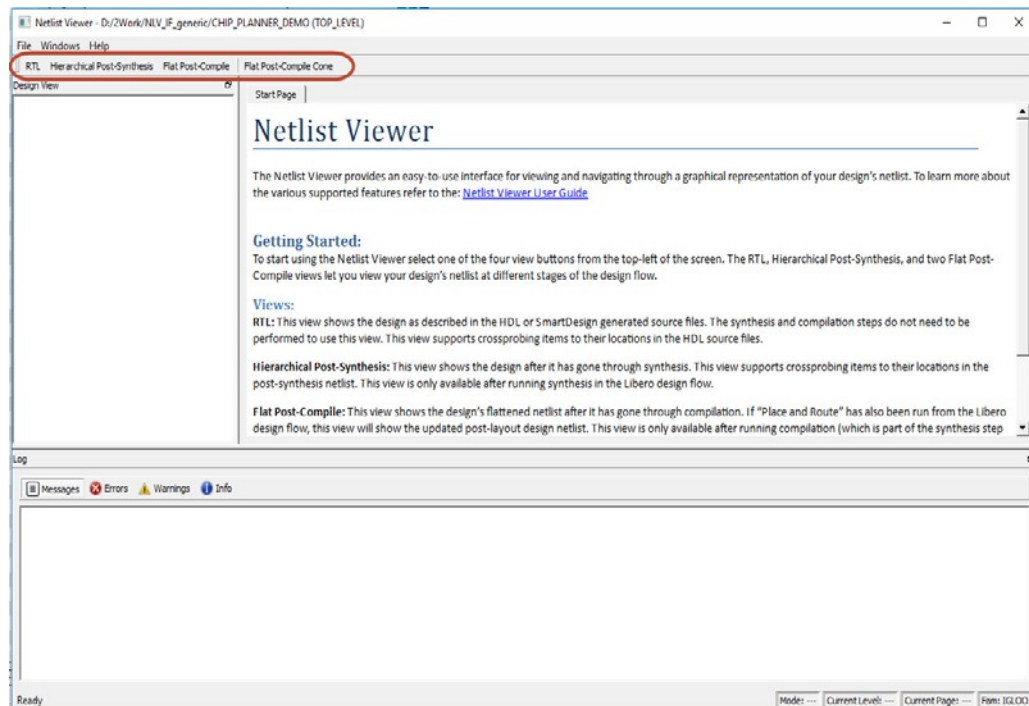 Netlist Viewer - D:/2Work/NLV_IF_generic/CHIP_PLANNER_DEMO (TOP_LEVEL)
File Windows Help
RTL Hierarchical Post-Synthesis Flat Post-Compile Flat Post-Compile Cone
Design View
Start Page
Netlist Viewer
The Netlist Viewer provides an easy-to-use interface for viewing and navigating through a graphical representation of your design's netlist. To learn more about
the various supported features refer to the: Netlist Viewer User Guide
Getting Started:
To start using the Netlist Viewer select one of the four view buttons from the top-left of the screen. The RTL, Hierarchical Post-Synthesis, and two Flat Post-
Compile views let you view your design's netlist at different stages of the design flow.
Views:
RTL: This view shows the design as described in the HDL or SmartDesign generated source files. The synthesis and compilation steps do not need to be
performed to use this view. This view supports crossprobing items to their locations in the HDL source files.
Hierarchical Post-Synthesis: This view shows the design after it has gone through synthesis. This view supports crossprobing items to their locations in the
post-synthesis netlist. This view is only available after running synthesis in the Libero design flow.
Flat Post-Compile: This view shows the design's flattened netlist after it has gone through compilation. If "Place and Route" has also been run from the Libero
design flow, this view will show the updated post-layout design netlist. This view is only available after running compilation (which is part of the synthesis step
Log
Messages Errors Warnings Info
Ready
Mode: --- Current Level: --- Current Page: --- Fam: IGLOO